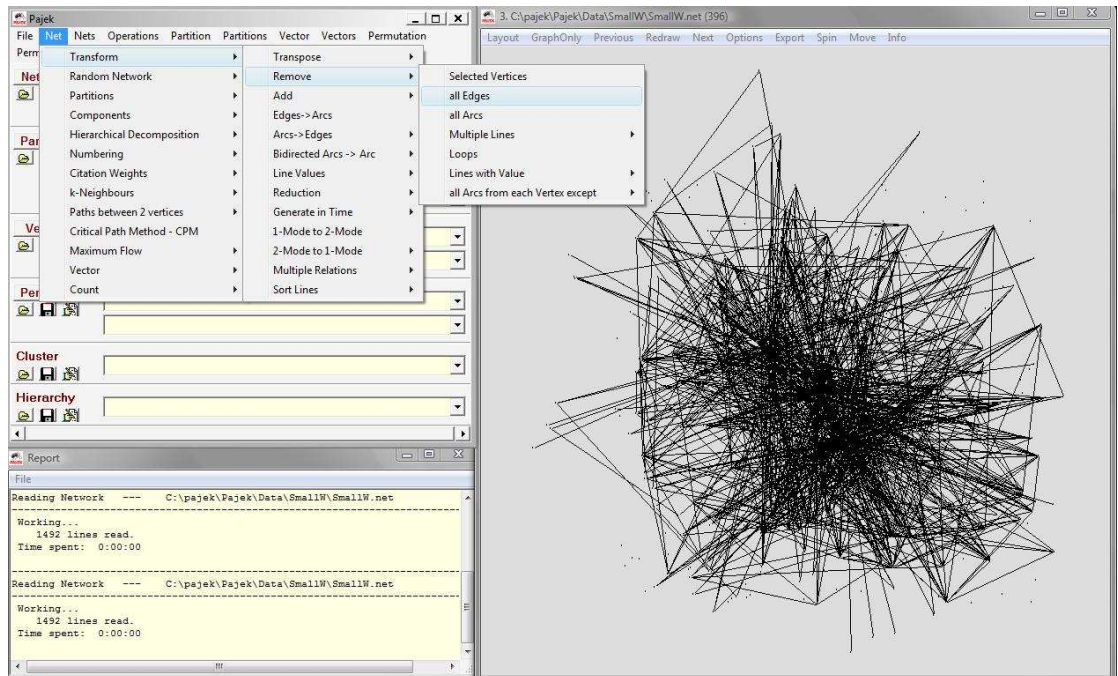 Pajek
File Net Nets Operations Partition Partitions Vector Vectors Permutation
Perm
Net
Par
Ve
Per
Cluster
Hierarchy
Transform
Random Network
Partitions
Components
Hierarchical Decomposition
Numbering
Citation Weights
k-Neighbours
Paths between 2 vertices
Critical Path Method - CPM
Maximum Flow
Vector
Count
Transpose
Remove
Add
Edges->Arcs
Arcs->Edges
Bidirected Arcs -> Arc
Line Values
Reduction
Generate in Time
1-Mode to 2-Mode
2-Mode to 1-Mode
Multiple Relations
Sort Lines
Selected Vertices
all Edges
all Arcs
Multiple Lines
Loops
Lines with Value
all Arcs from each Vertex except
Report
File
Reading Network --- C:\pajek\Pajek\Data\SmallW\SmallW.net
Working...
1492 lines read.
Time spent: 0:00:00
Reading Network --- C:\pajek\Pajek\Data\SmallW\SmallW.net
Working...
1492 lines read.
Time spent: 0:00:00
3. C:\pajek\Pajek\Data\SmallW\SmallW.net (396)
Layout GraphOnly Previous Redraw Next Options Export Spin Move Info